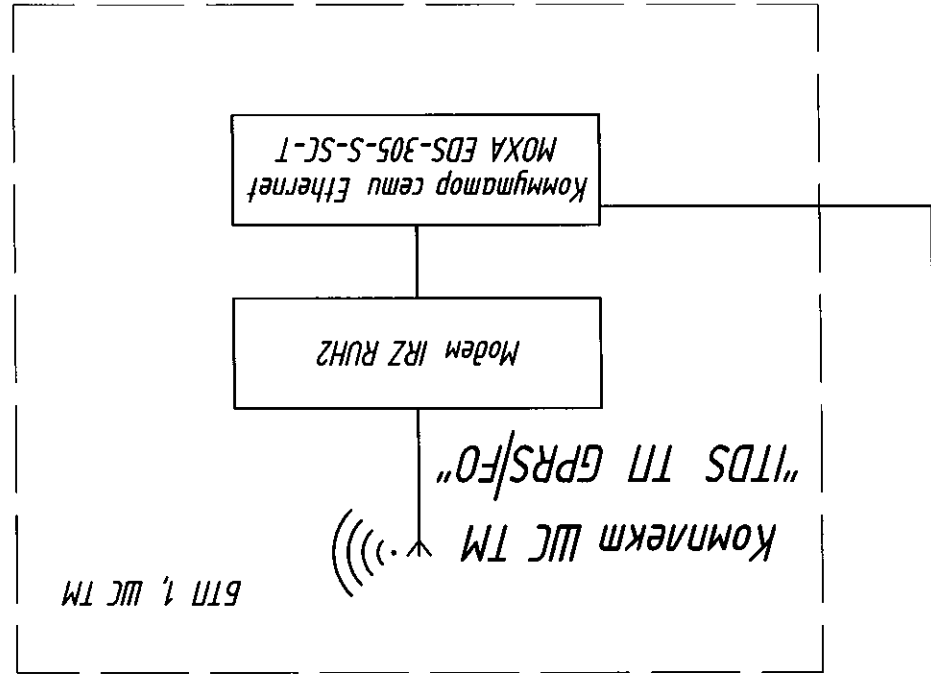 БТП 1, ШС ТМ
Комплект ШС ТМ
"ITDS ТП GPRS/FO"
Модем IRZ RUH2
Коммутатор сети Ethernet
MOXA EDS-305-S-SC-T